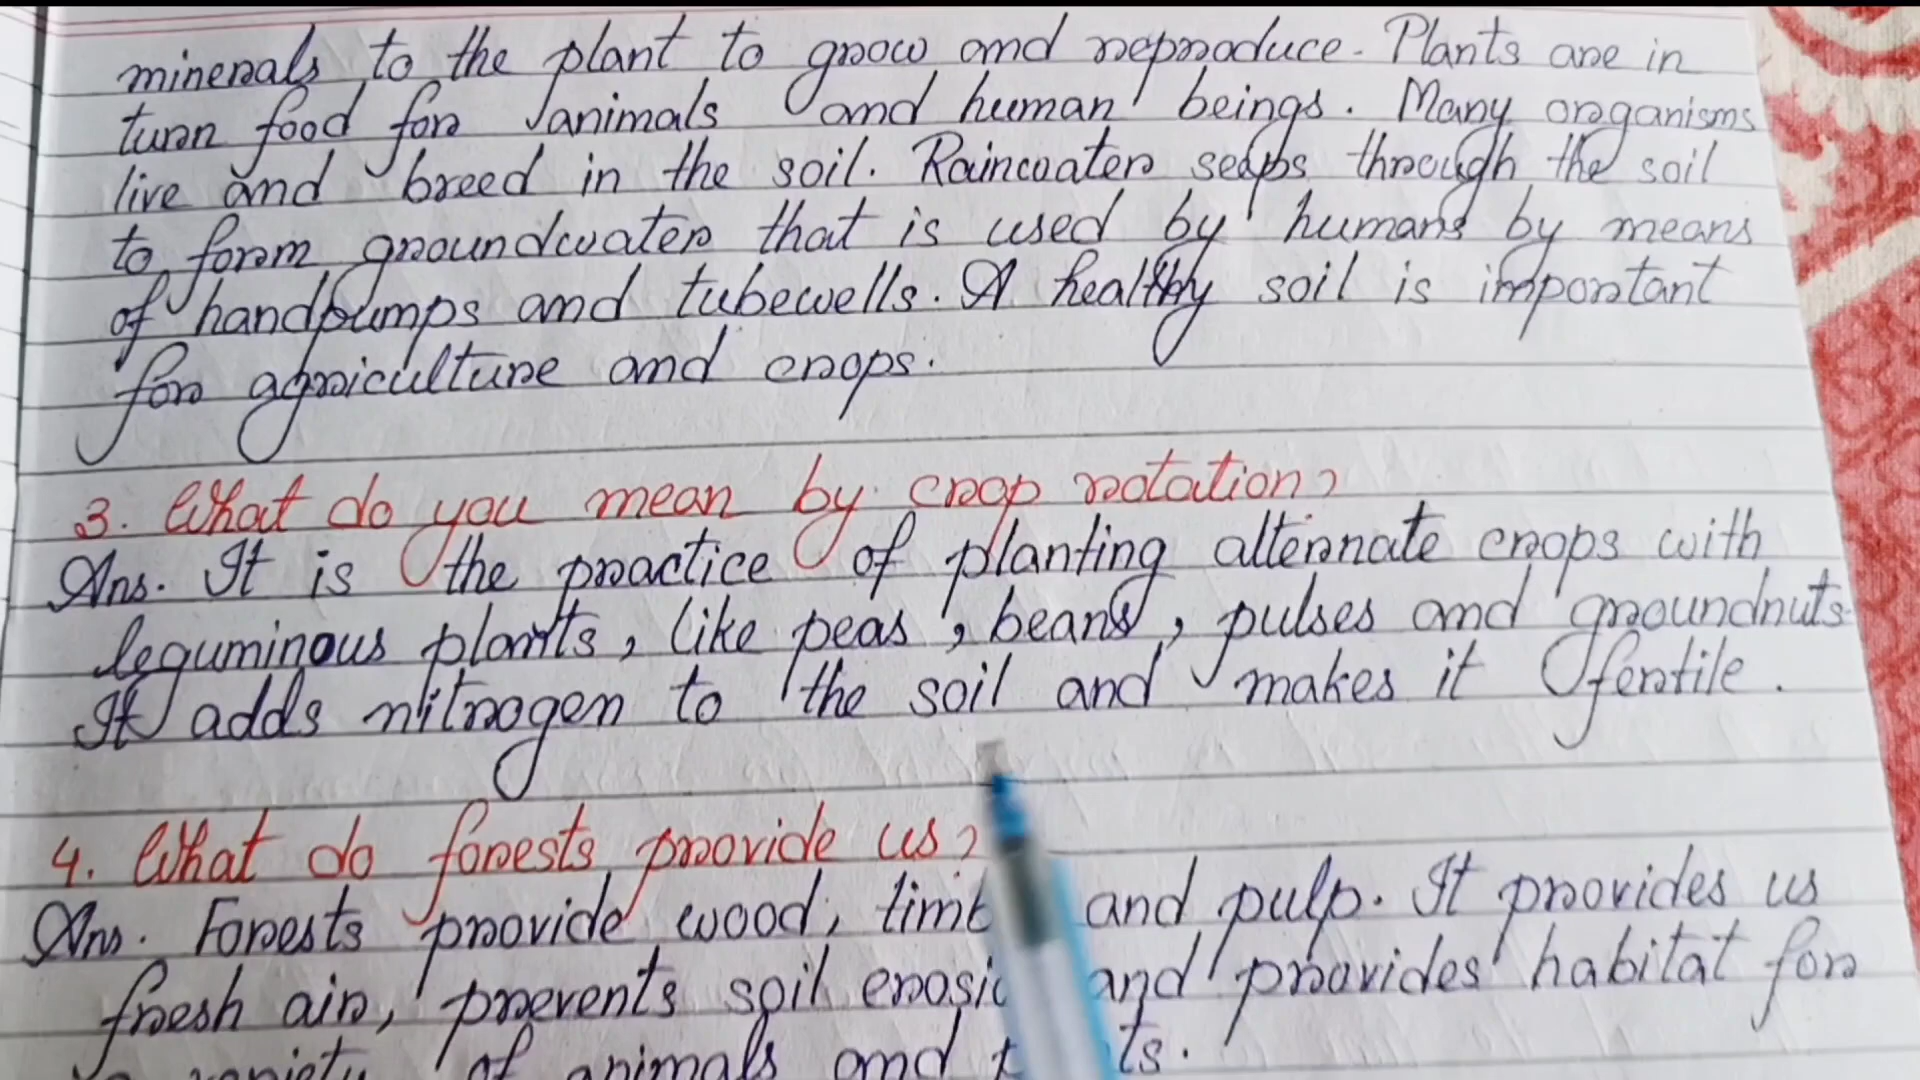 minerals to the plant to grow and reproduce. Plants are in
turn food for animals and human beings. Many organisms
live and breed in the soil. Rainwater seeps through the soil
to form groundwater that is used by humans by means
of handpumps and tubewells. A healthy soil is important
for agriculture and crops.
3. What do you mean by crop rotation?
Ans. It is the practice of planting alternate crops with
leguminous plants, like peas, beans, pulses and groundnuts.
It adds nitrogen to the soil and makes it fertile.
4. What do forests provide us?
Ans. Forests provide wood, timb and pulp. It provides us
fresh air, prevents soil erosio and provides habitat for
variety of animals and